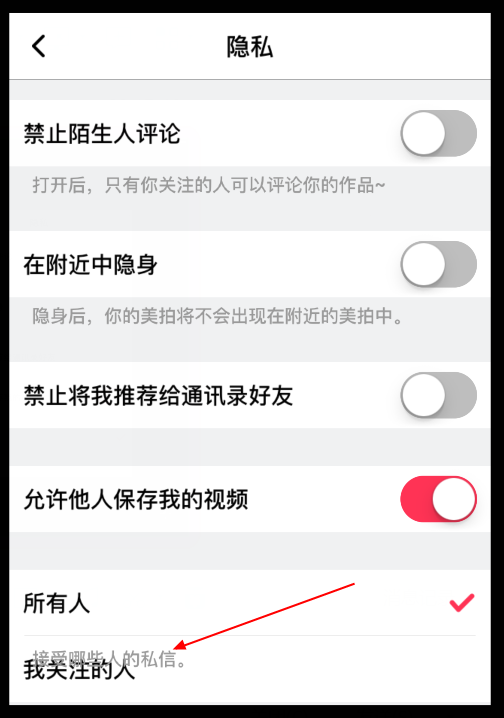 隐私
禁止陌生人评论
打开后，只有你关注的人可以评论你的作品~
在附近中隐身
隐身后，你的美拍将不会出现在附近的美拍中。
禁止将我推荐给通讯录好友
允许他人保存我的视频
所有人
接受哪些人的私信。
我关注的人